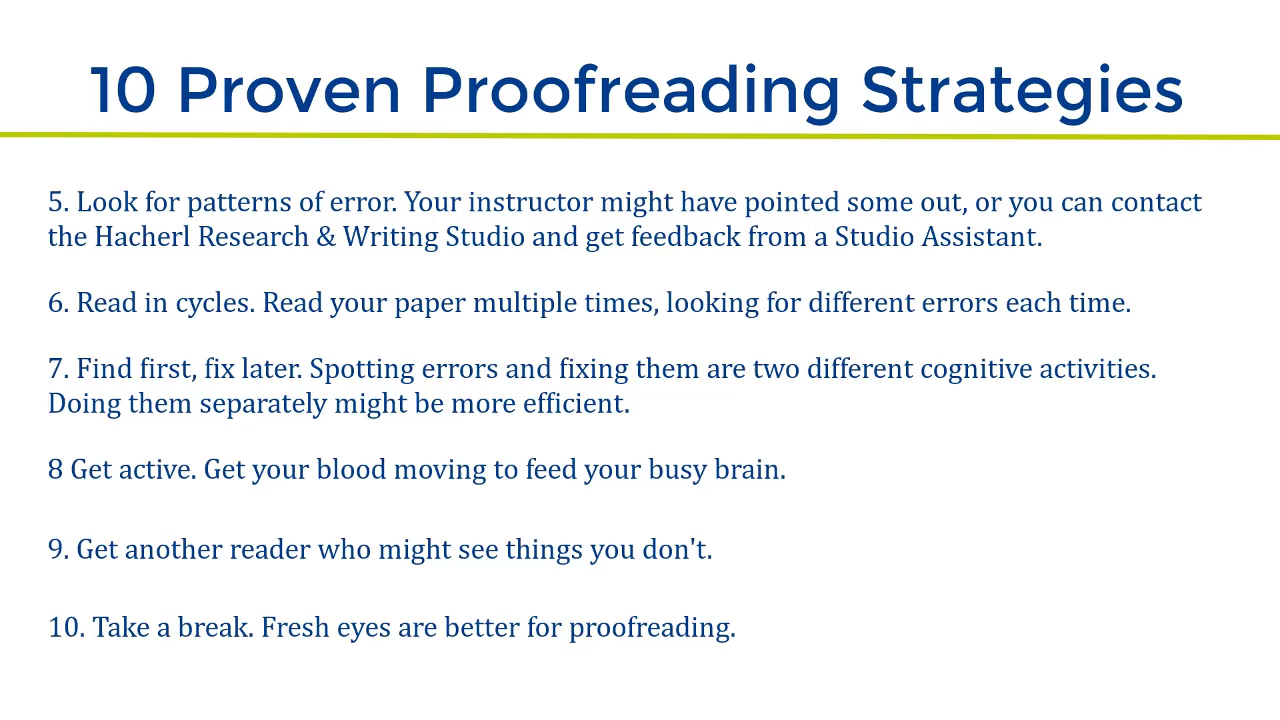 10 Proven Proofreading Strategies
5. Look for patterns of error. Your instructor might have pointed some out, or you can contact
the Hacherl Research & Writing Studio and get feedback from a Studio Assistant.
6. Read in cycles. Read your paper multiple times, looking for different errors each time.
7. Find first, fix later. Spotting errors and fixing them are two different cognitive activities.
Doing them separately might be more efficient.
8 Get active. Get your blood moving to feed your busy brain.
9. Get another reader who might see things you don't.
10. Take a break. Fresh eyes are better for proofreading.